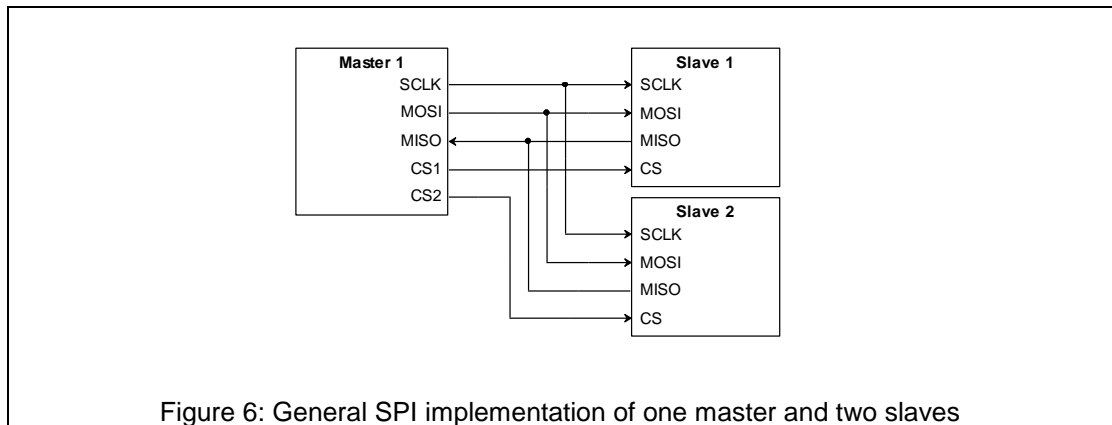 Master 1
SCLK
MOSI
MISO
CS1
CS2
Slave 1
SCLK
MOSI
MISO
CS
Slave 2
SCLK
MOSI
MISO
CS
Figure 6: General SPI implementation of one master and two slaves